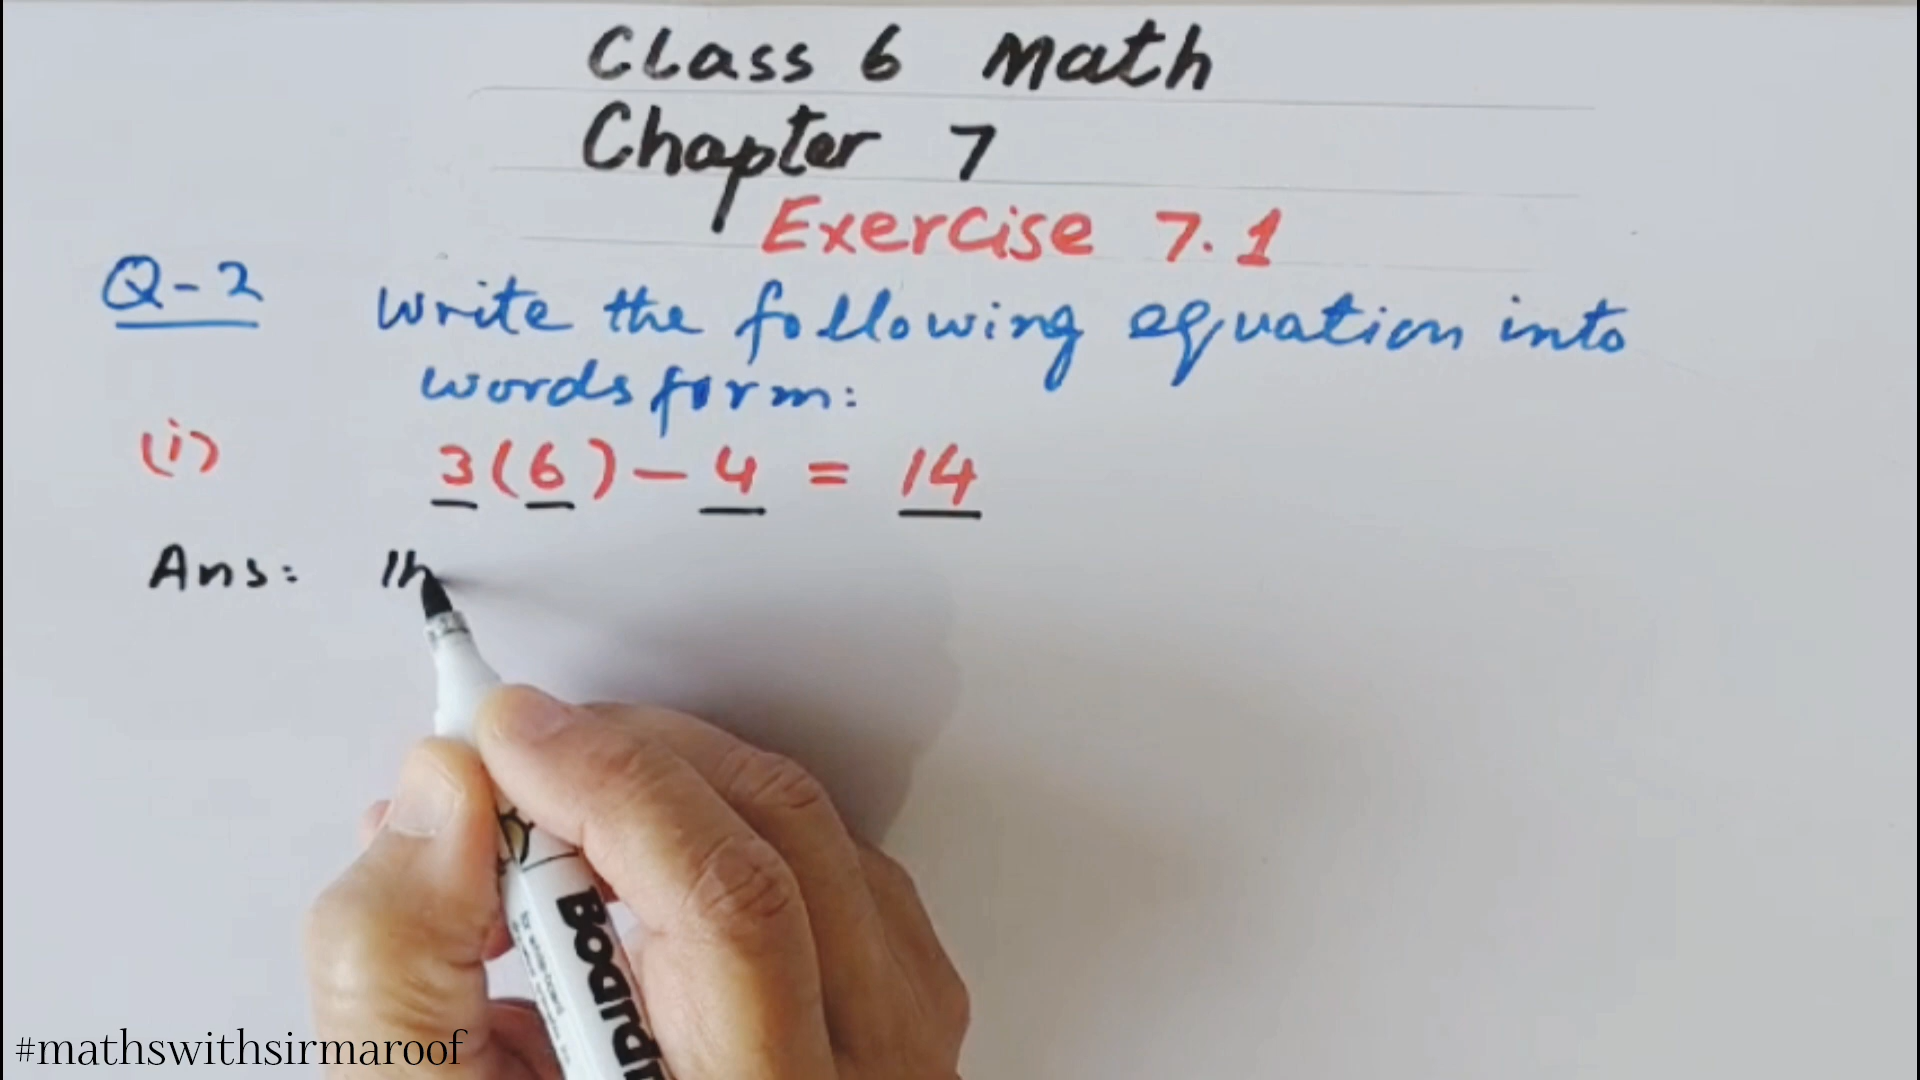 Class 6 Math
Chapter 7
Exercise 7.1
Q-2 Write the following equation into
words form:
(i) 3(6) - 4 = 14
Ans:
Board
#mathswithsirmaroof